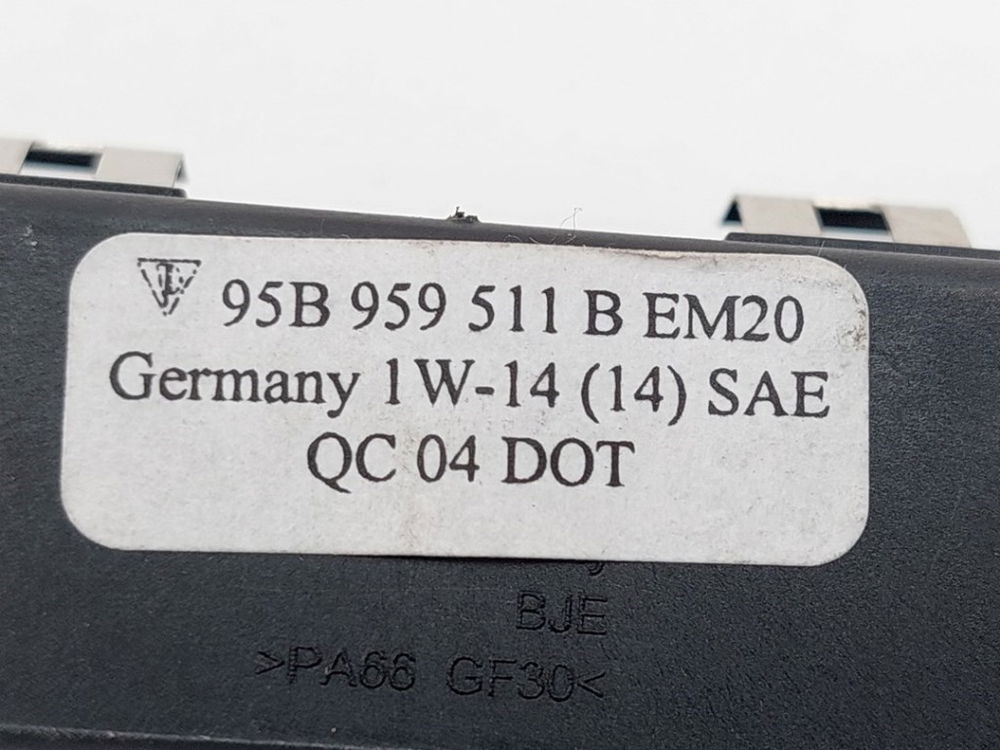 95B 959 511 B EM20
Germany 1W-14 (14) SAE
QC 04 DOT
BJE
>PA66 GF30<